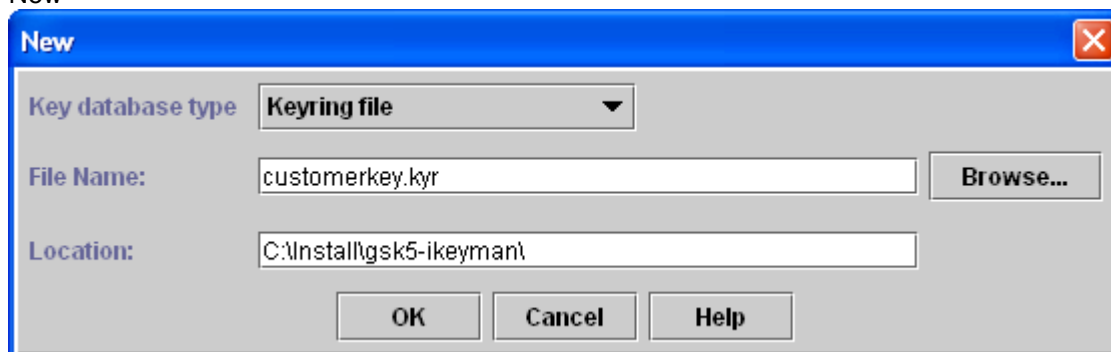 New
New
Key database type Keyring file
File Name: customerkey.kyr Browse...
Location: C:\Install\gsk5-ikeyman\
OK Cancel Help